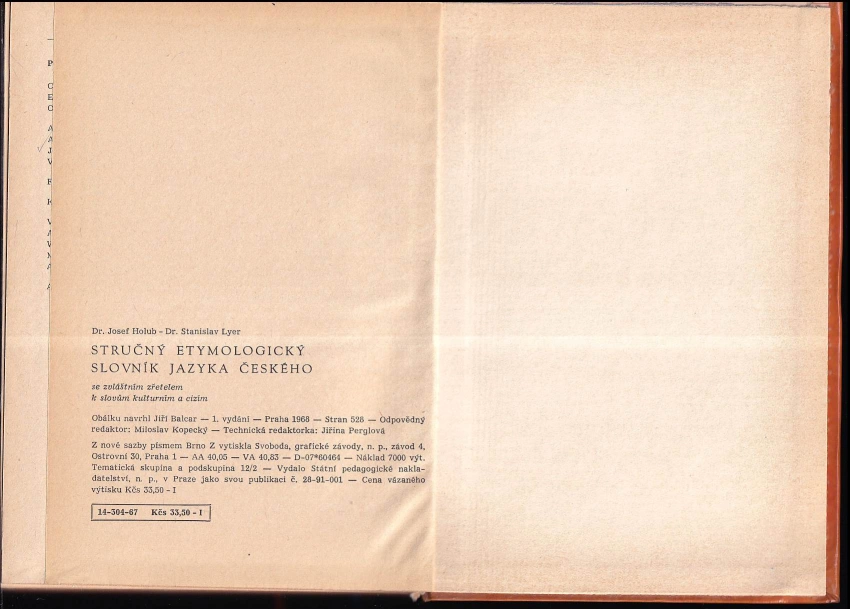 Dr. Josef Holub - Dr. Stanislav Lyer
STRUČNÝ ETYMOLOGICKÝ
SLOVNÍK JAZYKA ČESKÉHO
se zvláštním zřetelem
k slovům kulturním a cizím
Obálku navrhl Jiří Balcar — 1. vydání — Praha 1968 — Stran 528 — Odpovědný
redaktor: Miloslav Kopecký — Technická redaktorka: Jiřina Perglová
Z nové sazby písmem Brno Z vytiskla Svoboda, grafické závody, n. p., závod 4,
Ostrovní 30, Praha 1 — AA 40,05 — VA 40,83 — D-07*60464 — Náklad 7000 výt.
Tematická skupina a podskupina 12/2 — Vydalo Státní pedagogické nakla-
datelství, n. p., v Praze jako svou publikaci č. 28-91-001 — Cena vázaného
výtisku Kčs 33,50 - I
14-504-67 Kčs 33,50 - I